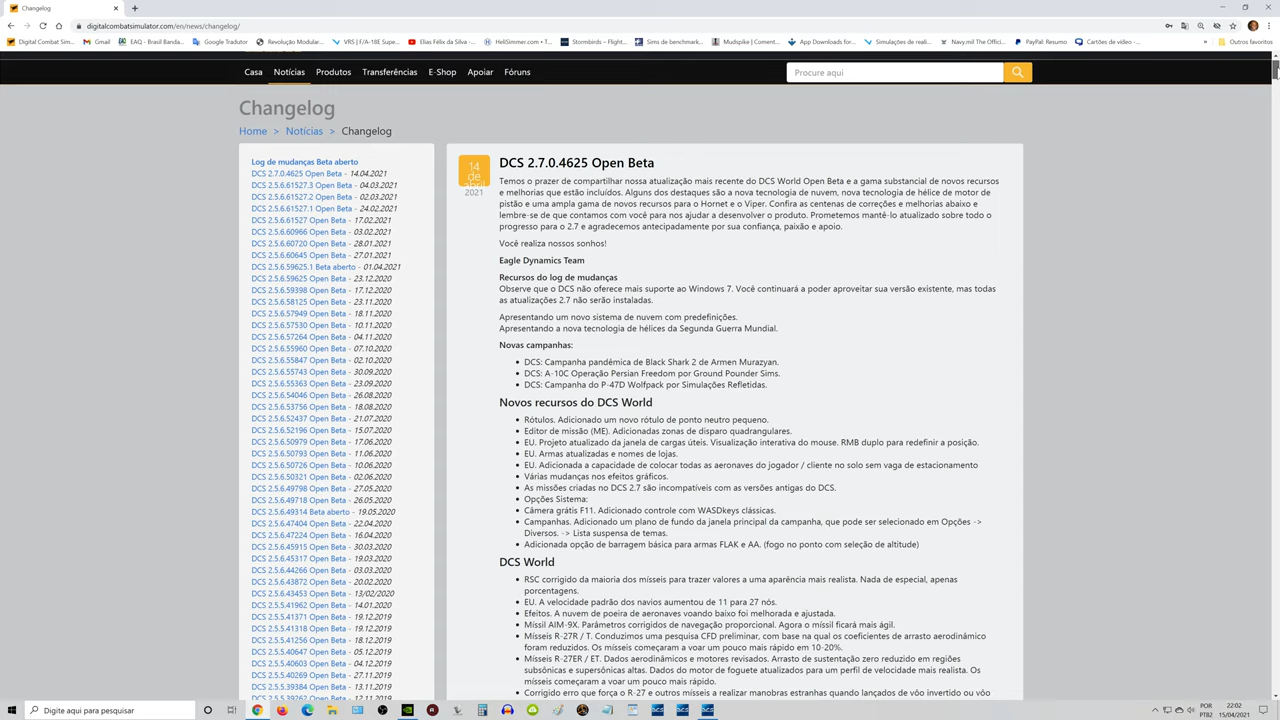 Changelog
digitalcombatsimulator.com/en/news/changelog/
Digital Combat Sim...
Gmail
EAQ - Brasil Banda...
Google Tradutor
Revolução Modular...
VRS | F/A-18E Supe...
Elias Félix da Silva -...
HeliSimmer.com • T...
Stormbirds – Flight...
Sims de benchmark...
Mudspike | Coment...
App Downloads for...
Simulações de reali...
Navy.mil The Offici...
PayPal: Resumo
Cartões de vídeo -...
Outros favoritos
Casa
Notícias
Produtos
Transferências
E-Shop
Apoiar
Fóruns
Procure aqui
Changelog
Home > Notícias > Changelog
Log de mudanças Beta aberto
DCS 2.7.0.4625 Open Beta - 14.04.2021
DCS 2.5.6.61527.3 Open Beta - 04.03.2021
DCS 2.5.6.61527.2 Open Beta - 02.03.2021
DCS 2.5.6.61527.1 Open Beta - 24.02.2021
DCS 2.5.6.61527 Open Beta - 17.02.2021
DCS 2.5.6.60966 Open Beta - 03.02.2021
DCS 2.5.6.60720 Open Beta - 28.01.2021
DCS 2.5.6.60645 Open Beta - 27.01.2021
DCS 2.5.6.59625.1 Beta aberto - 01.04.2021
DCS 2.5.6.59625 Open Beta - 23.12.2020
DCS 2.5.6.59398 Open Beta - 17.12.2020
DCS 2.5.6.58125 Open Beta - 23.11.2020
DCS 2.5.6.57949 Open Beta - 18.11.2020
DCS 2.5.6.57530 Open Beta - 10.11.2020
DCS 2.5.6.57264 Open Beta - 04.11.2020
DCS 2.5.6.55960 Open Beta - 07.10.2020
DCS 2.5.6.55847 Open Beta - 02.10.2020
DCS 2.5.6.55743 Open Beta - 30.09.2020
DCS 2.5.6.55363 Open Beta - 23.09.2020
DCS 2.5.6.54046 Open Beta - 26.08.2020
DCS 2.5.6.53756 Open Beta - 18.08.2020
DCS 2.5.6.52437 Open Beta - 21.07.2020
DCS 2.5.6.52196 Open Beta - 15.07.2020
DCS 2.5.6.50979 Open Beta - 17.06.2020
DCS 2.5.6.50793 Open Beta - 11.06.2020
DCS 2.5.6.50726 Open Beta - 10.06.2020
DCS 2.5.6.50321 Open Beta - 02.06.2020
DCS 2.5.6.49798 Open Beta - 27.05.2020
DCS 2.5.6.49718 Open Beta - 26.05.2020
DCS 2.5.6.49314 Beta aberto - 19.05.2020
DCS 2.5.6.47404 Open Beta - 22.04.2020
DCS 2.5.6.47224 Open Beta - 16.04.2020
DCS 2.5.6.45915 Open Beta - 30.03.2020
DCS 2.5.6.45317 Open Beta - 19.03.2020
DCS 2.5.6.44266 Open Beta - 03.03.2020
DCS 2.5.6.43872 Open Beta - 20.02.2020
DCS 2.5.6.43453 Open Beta - 13/02/2020
DCS 2.5.5.41962 Open Beta - 14.01.2020
DCS 2.5.5.41371 Open Beta - 19.12.2019
DCS 2.5.5.41318 Open Beta - 19.12.2019
DCS 2.5.5.41256 Open Beta - 18.12.2019
DCS 2.5.5.40647 Open Beta - 05.12.2019
DCS 2.5.5.40603 Open Beta - 04.12.2019
DCS 2.5.5.40269 Open Beta - 27.11.2019
DCS 2.5.5.39384 Open Beta - 13.11.2019
DCS 2.5.5.39262 Open Beta - 11.11.2019
14
de
abril
2021
DCS 2.7.0.4625 Open Beta
Temos o prazer de compartilhar nossa atualização mais recente do DCS World Open Beta e a gama substancial de novos recursos
e melhorias que estão incluídos. Alguns dos destaques são a nova tecnologia de nuvem, nova tecnologia de hélice de motor de
pistão e uma ampla gama de novos recursos para o Hornet e o Viper. Confira as centenas de correções e melhorias abaixo e
lembre-se de que contamos com você para nos ajudar a desenvolver o produto. Prometemos mantê-lo atualizado sobre todo o
progresso para o 2.7 e agradecemos antecipadamente por sua confiança, paixão e apoio.
Você realiza nossos sonhos!
Eagle Dynamics Team
Recursos do log de mudanças
Observe que o DCS não oferece mais suporte ao Windows 7. Você continuará a poder aproveitar sua versão existente, mas todas
as atualizações 2.7 não serão instaladas.
Apresentando um novo sistema de nuvem com predefinições.
Apresentando a nova tecnologia de hélices da Segunda Guerra Mundial.
Novas campanhas:
• DCS: Campanha pandêmica de Black Shark 2 de Armen Murazyan.
• DCS: A-10C Operação Persian Freedom por Ground Pounder Sims.
• DCS: Campanha do P-47D Wolfpack por Simulações Refletidas.
Novos recursos do DCS World
• Rótulos. Adicionado um novo rótulo de ponto neutro pequeno.
• Editor de missão (ME). Adicionadas zonas de disparo quadrangulares.
• EU. Projeto atualizado da janela de cargas úteis. Visualização interativa do mouse. RMB duplo para redefinir a posição.
• EU. Armas atualizadas e nomes de lojas.
• EU. Adicionada a capacidade de colocar todas as aeronaves do jogador / cliente no solo sem vaga de estacionamento
• Várias mudanças nos efeitos gráficos.
• As missões criadas no DCS 2.7 são incompatíveis com as versões antigas do DCS.
• Opções Sistema:
• Câmera grátis F11. Adicionado controle com WASDkeys clássicas.
• Campanhas. Adicionado um plano de fundo da janela principal da campanha, que pode ser selecionado em Opções ->
Diversos. -> Lista suspensa de temas.
• Adicionada opção de barragem básica para armas FLAK e AA. (fogo no ponto com seleção de altitude)
DCS World
• RSC corrigido da maioria dos mísseis para trazer valores a uma aparência mais realista. Nada de especial, apenas
porcentagens.
• EU. A velocidade padrão dos navios aumentou de 11 para 27 nós.
• Efeitos. A nuvem de poeira de aeronaves voando baixo foi melhorada e ajustada.
• Míssil AIM-9X. Parâmetros corrigidos de navegação proporcional. Agora o míssil ficará mais ágil.
• Mísseis R-27R / T. Conduzimos uma pesquisa CFD preliminar, com base na qual os coeficientes de arrasto aerodinâmico
foram reduzidos. Os mísseis começaram a voar um pouco mais rápido em 10-20%.
• Mísseis R-27ER / ET. Dados aerodinâmicos e motores revisados. Arrasto de sustentação zero reduzido em regiões
subsônicas e supersônicas altas. Dados do motor de foguete atualizados para um perfil de velocidade mais realista. Os
mísseis começaram a voar um pouco mais rápido.
• Corrigido erro que força o R-27 e outros mísseis a realizar manobras estranhas quando lançados de vôo invertido ou vôo
Digite aqui para pesquisar
POR
PTB2
22:02
15/04/2021